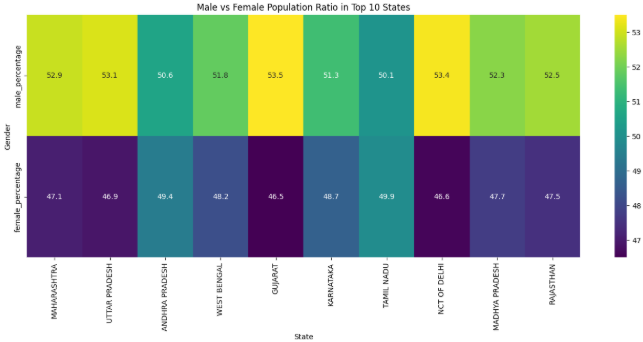 Male vs Female Population Ratio in Top 10 States
Gender
male_percentage
52.9 53.1 50.6 51.8 53.5 51.3 50.1 53.4 52.3 52.5
female_percentage
47.1 46.9 49.4 48.2 46.5 48.7 49.9 46.6 47.7 47.5
MAHARASHTRA
UTTAR PRADESH
ANDHRA PRADESH
WEST BENGAL
GUJARAT
KARNATAKA
TAMIL NADU
NCT OF DELHI
MADHYA PRADESH
RAJASTHAN
State
53
52
51
50
49
48
47